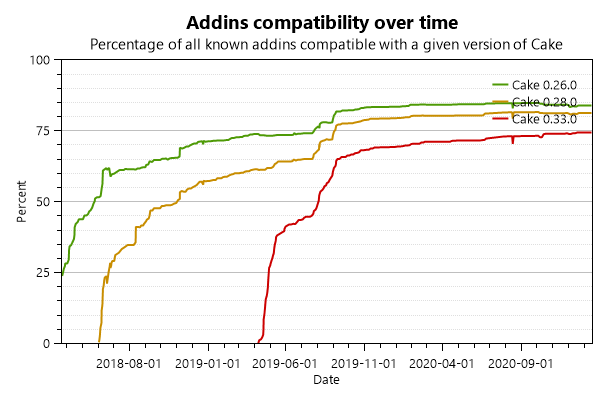 Addins compatibility over time
Percentage of all known addins compatible with a given version of Cake
100
75
50
25
0
Percent
Cake 0.26.0
Cake 0.28.0
Cake 0.33.0
2018-08-01
2019-01-01
2019-06-01
2019-11-01
2020-04-01
2020-09-01
Date